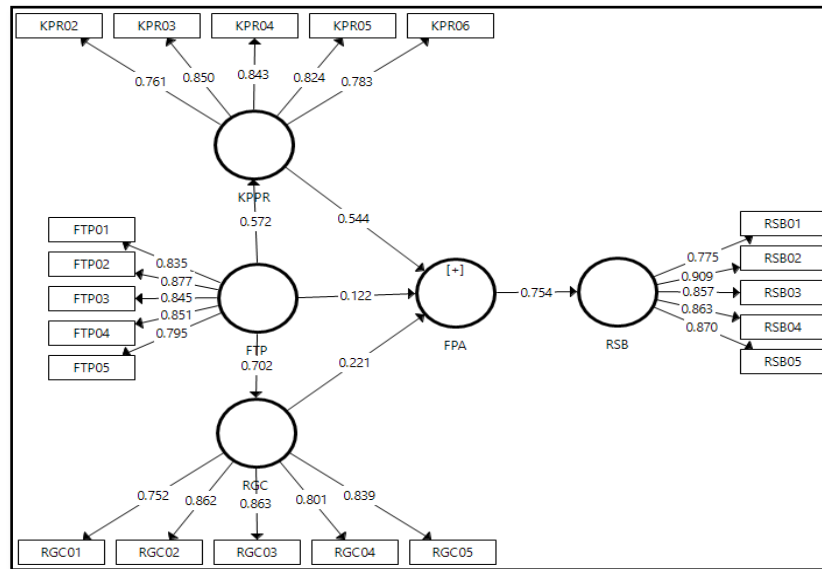 KPR02 KPR03 KPR04 KPR05 KPR06
0.761 0.850 0.843 0.824 0.783
KPPR
0.572 0.544
FTP01
FTP02
FTP03
FTP04
FTP05
0.835
0.877
0.845
0.851
0.795
FTP
0.122
[+]
FPA
0.754
RSB
0.775
0.909
0.857
0.863
0.870
RSB01
RSB02
RSB03
RSB04
RSB05
0.702
0.221
RGC
0.752 0.862 0.863 0.801 0.839
RGC01 RGC02 RGC03 RGC04 RGC05